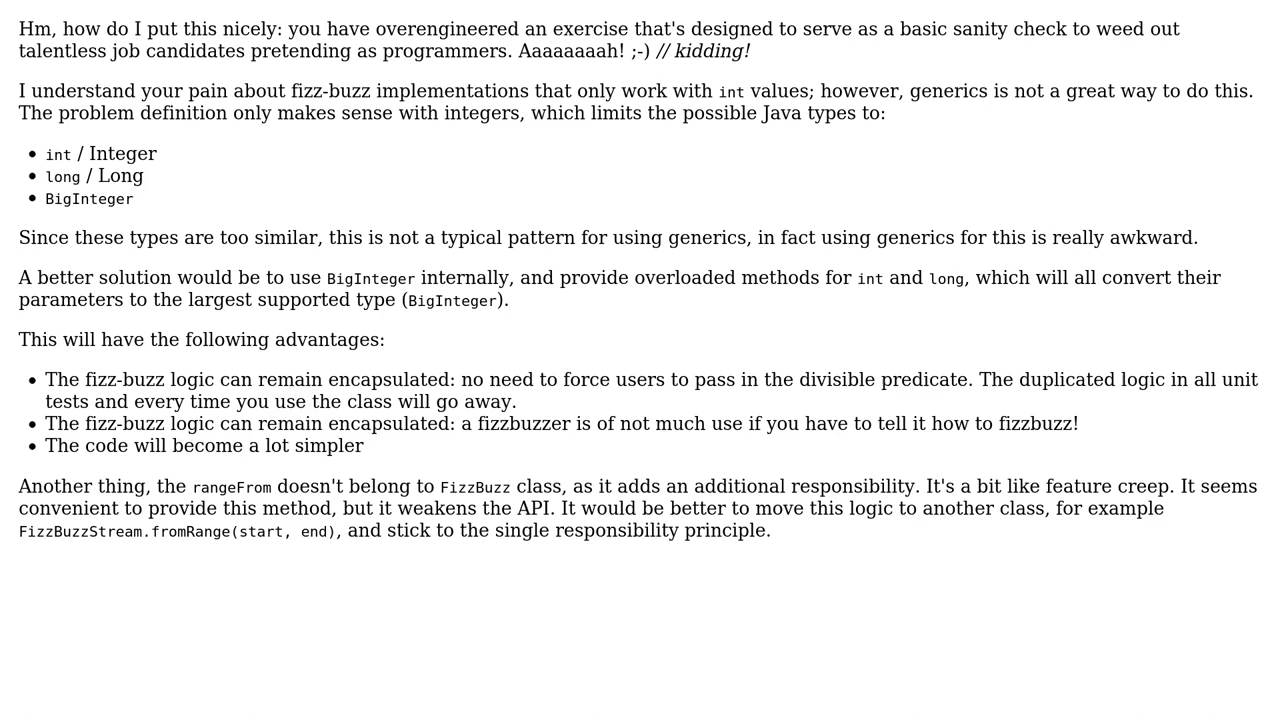 Hm, how do I put this nicely: you have overengineered an exercise that's designed to serve as a basic sanity check to weed out
talentless job candidates pretending as programmers. Aaaaaaaah! ;-) // kidding!
I understand your pain about fizz-buzz implementations that only work with int values; however, generics is not a great way to do this.
The problem definition only makes sense with integers, which limits the possible Java types to:
• int / Integer
• long / Long
• BigInteger
Since these types are too similar, this is not a typical pattern for using generics, in fact using generics for this is really awkward.
A better solution would be to use BigInteger internally, and provide overloaded methods for int and long, which will all convert their
parameters to the largest supported type (BigInteger).
This will have the following advantages:
• The fizz-buzz logic can remain encapsulated: no need to force users to pass in the divisible predicate. The duplicated logic in all unit
tests and every time you use the class will go away.
• The fizz-buzz logic can remain encapsulated: a fizzbuzzer is of not much use if you have to tell it how to fizzbuzz!
• The code will become a lot simpler
Another thing, the rangeFrom doesn't belong to FizzBuzz class, as it adds an additional responsibility. It's a bit like feature creep. It seems
convenient to provide this method, but it weakens the API. It would be better to move this logic to another class, for example
FizzBuzzStream.fromRange(start, end), and stick to the single responsibility principle.